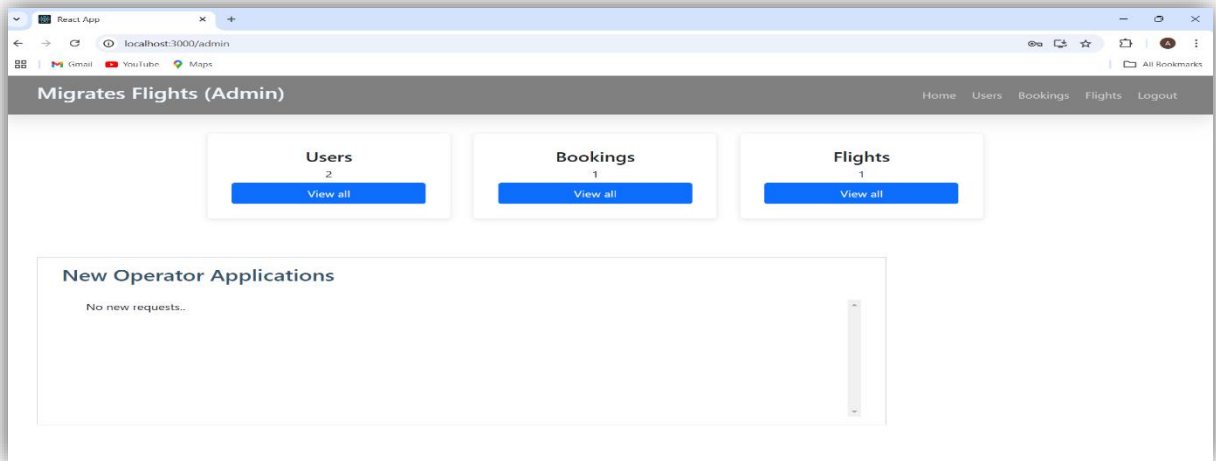 React App
localhost:3000/admin
Gmail YouTube Maps All Bookmarks
Migrates Flights (Admin) Home Users Bookings Flights Logout
Users Bookings Flights
2 1 1
View all View all View all
New Operator Applications
No new requests..